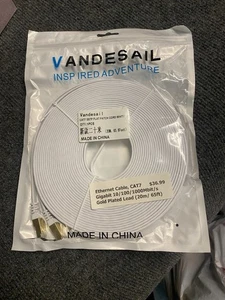 VANDESAIL
INSPIRED ADVENTURE
Vandesail
MADE IN CHINA
Ethernet Cable, CAT7 $36.99
Gigabit 10/100/1000Mbit/s
Gold Plated Lead (20m/ 65ft)
MADE IN CHINA